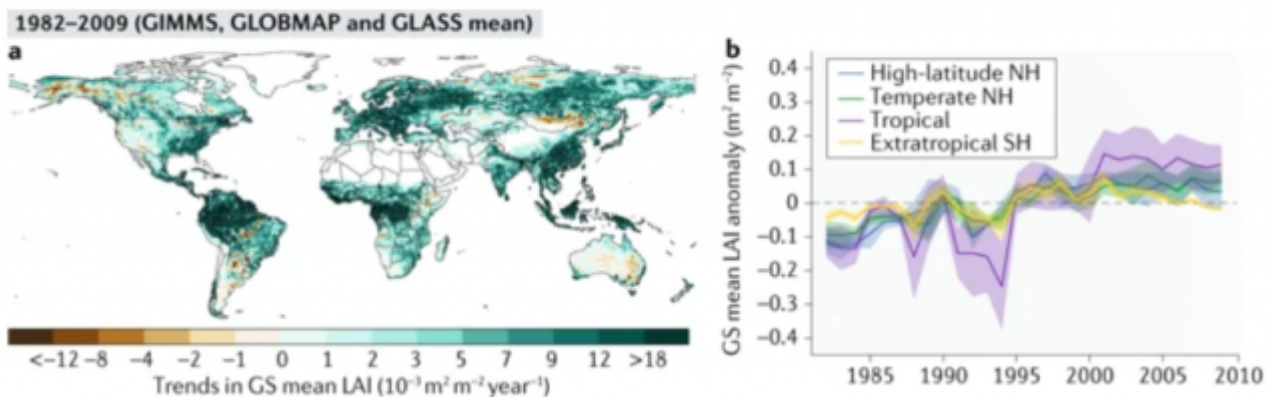 1982–2009 (GIMMS, GLOBMAP and GLASS mean)
a
<–12 –8 –4 –2 –1 0 1 2 3 5 7 9 12 >18
Trends in GS mean LAI (10⁻³ m² m⁻² year⁻¹)
b
GS mean LAI anomaly (m² m⁻²)
0.4
0.3
0.2
0.1
0
–0.1
–0.2
–0.3
–0.4
High-latitude NH
Temperate NH
Tropical
Extratropical SH
1985 1990 1995 2000 2005 2010